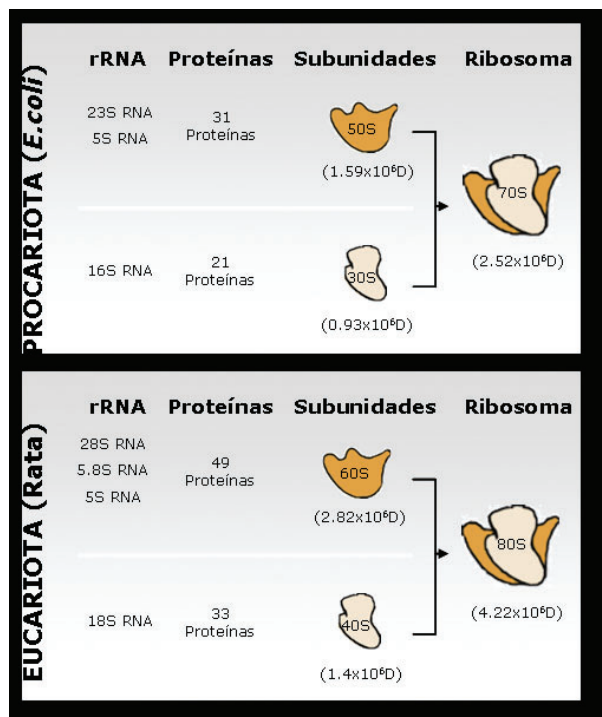 PROCARIOTA (E.coli)
rRNA Proteínas Subunidades Ribosoma
23S RNA
5S RNA
31
Proteínas
50S
(1.59x10⁶D)
16S RNA
21
Proteínas
30S
(0.93x10⁶D)
70S
(2.52x10⁶D)
EUCARIOTA (Rata)
rRNA Proteínas Subunidades Ribosoma
28S RNA
5.8S RNA
5S RNA
49
Proteínas
60S
(2.82x10⁶D)
18S RNA
33
Proteínas
40S
(1.4x10⁶D)
80S
(4.22x10⁶D)